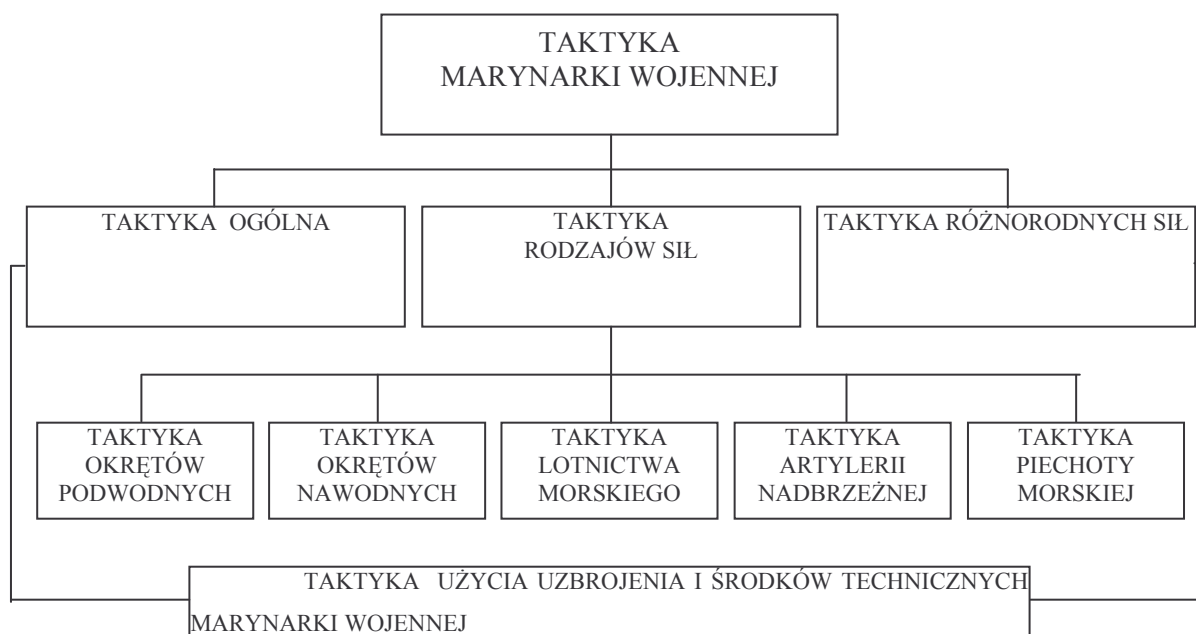 TAKTYKA
MARYNARKI WOJENNEJ
TAKTYKA OGÓLNA
TAKTYKA
RODZAJÓW SIŁ
TAKTYKA RÓŻNORODNYCH SIŁ
TAKTYKA
OKRĘTÓW
PODWODNYCH
TAKTYKA
OKRĘTÓW
NAWODNYCH
TAKTYKA
LOTNICTWA
MORSKIEGO
TAKTYKA
ARTYLERII
NADBRZEŻNEJ
TAKTYKA
PIECHOTY
MORSKIEJ
TAKTYKA UŻYCIA UZBROJENIA I ŚRODKÓW TECHNICZNYCH
MARYNARKI WOJENNEJ